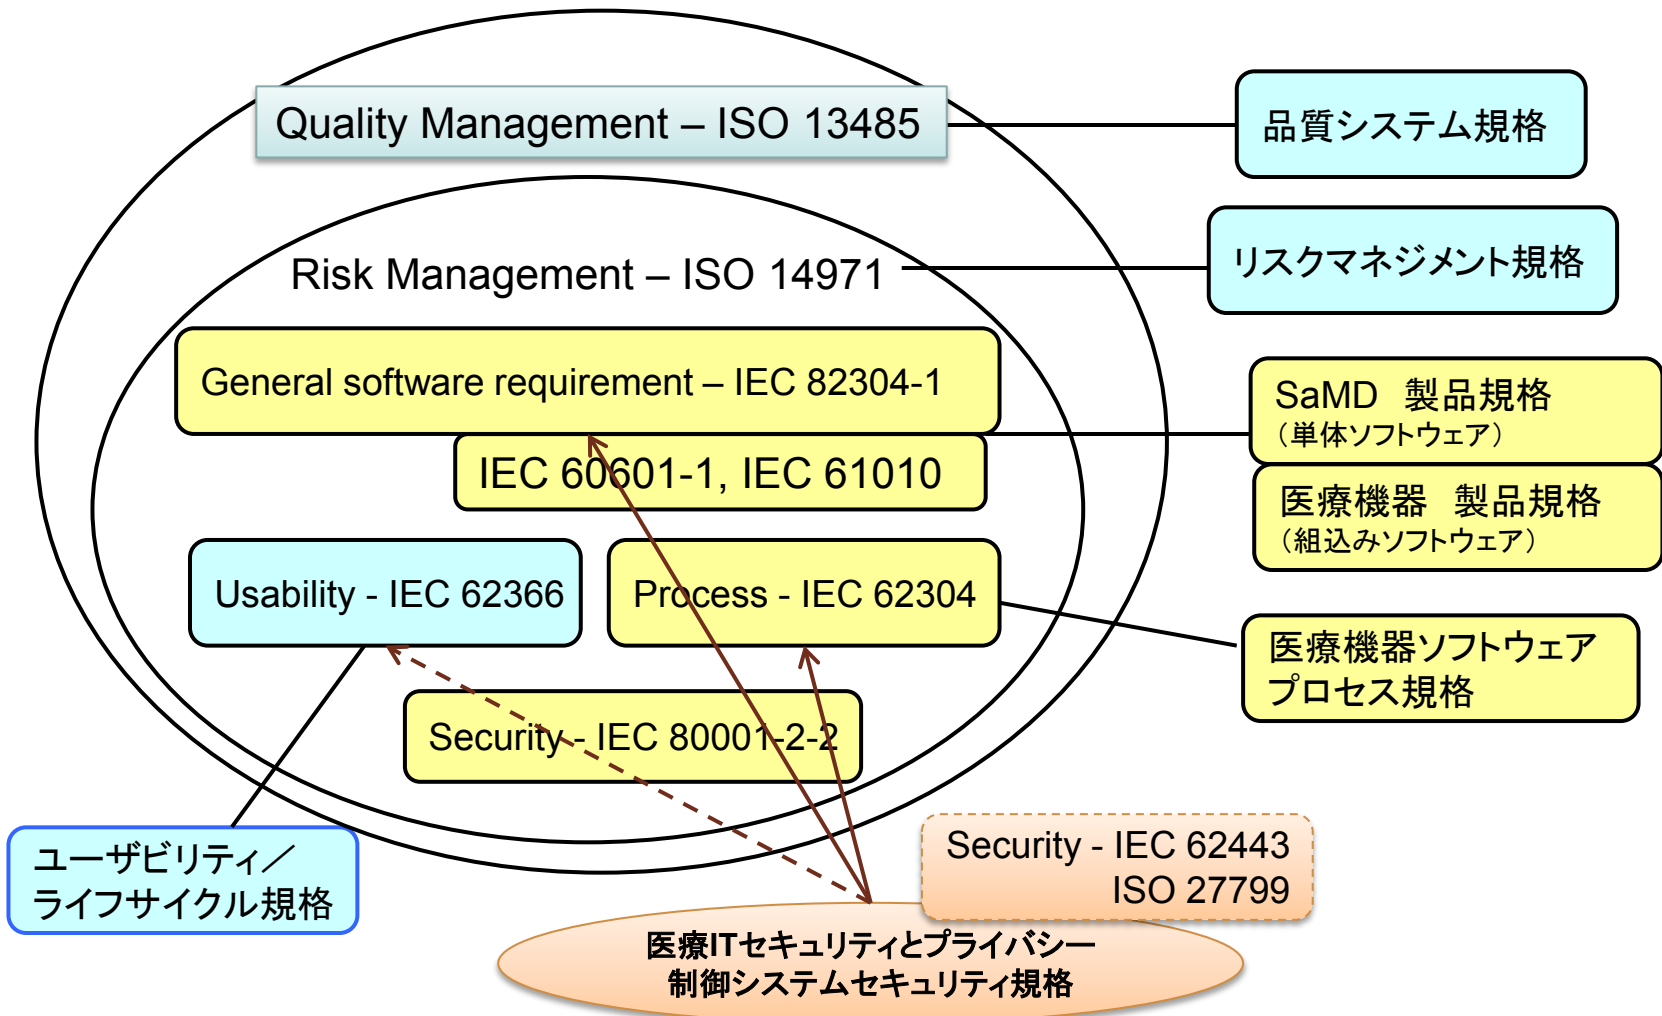 Quality Management – ISO 13485
品質システム規格
Risk Management – ISO 14971
リスクマネジメント規格
General software requirement – IEC 82304-1
SaMD　製品規格
（単体ソフトウェア）
IEC 60601-1, IEC 61010
医療機器　製品規格
（組込みソフトウェア）
Usability - IEC 62366
Process - IEC 62304
医療機器ソフトウェア
プロセス規格
Security - IEC 80001-2-2
ユーザビリティ／
ライフサイクル規格
Security - IEC 62443
ISO 27799
医療ITセキュリティとプライバシー
制御システムセキュリティ規格